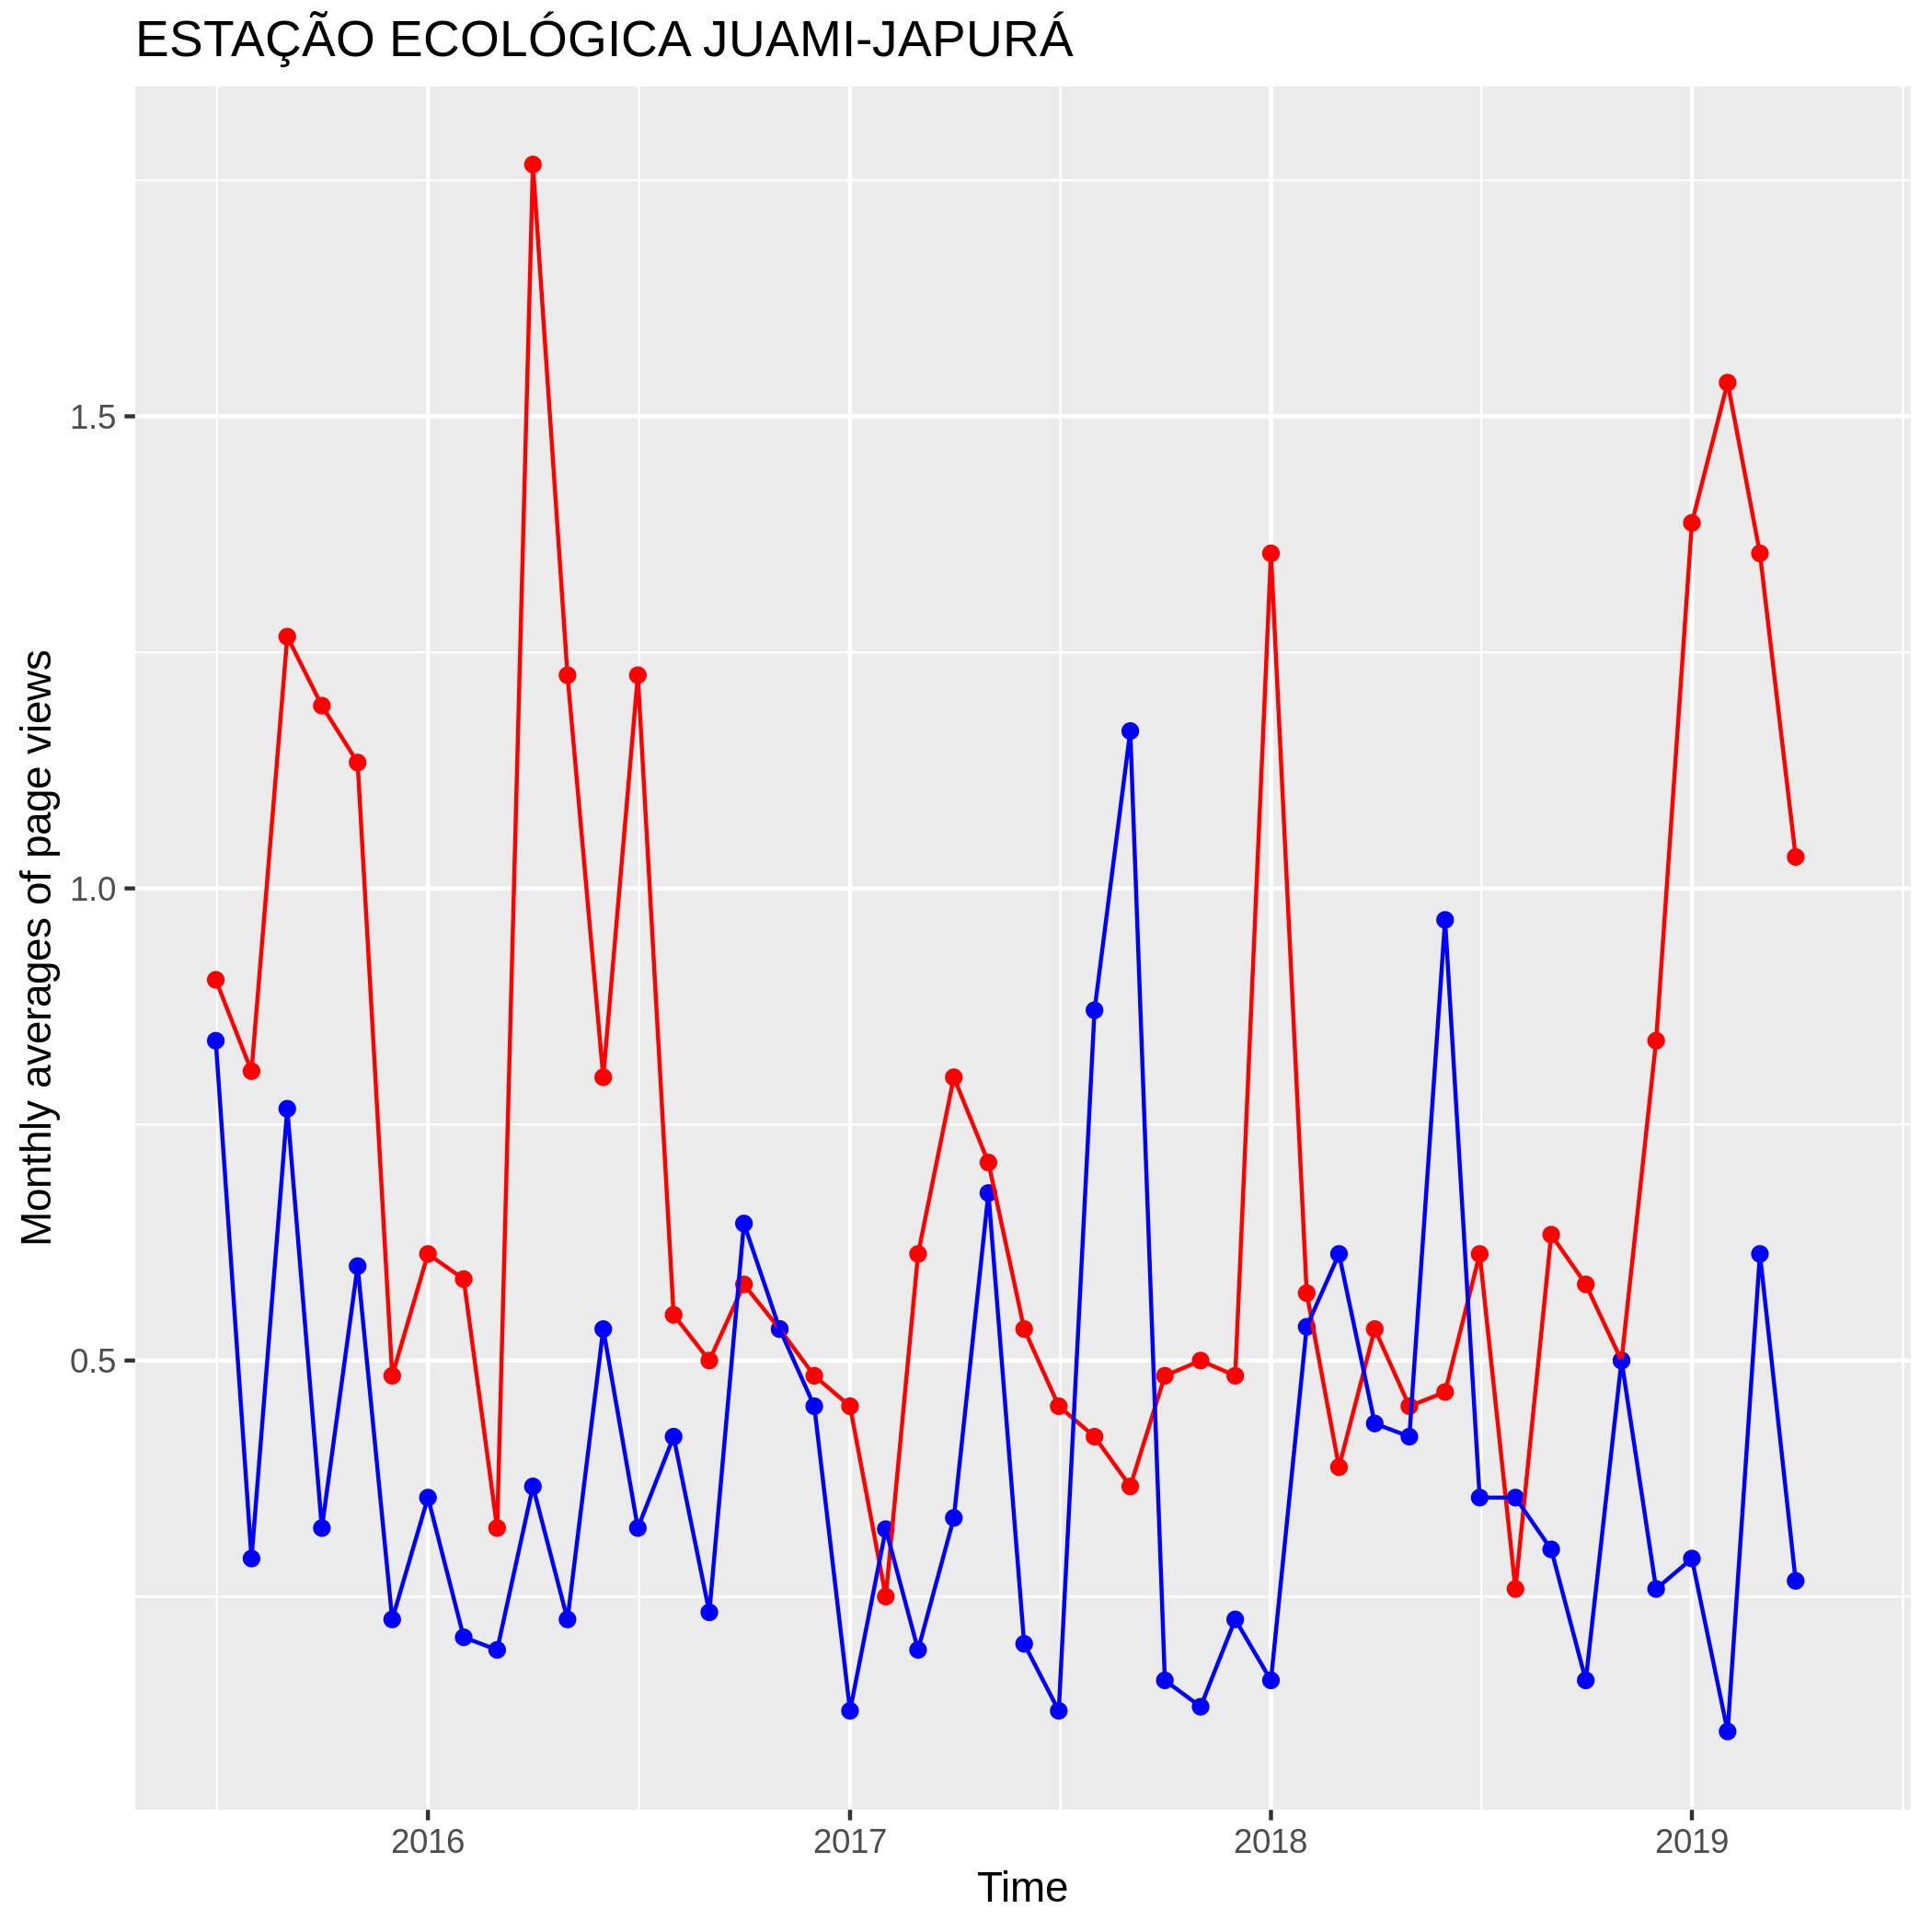 ESTAÇÃO ECOLÓGICA JUAMI-JAPURÁ
Monthly averages of page views
1.5
1.0
0.5
2016 2017 2018 2019
Time